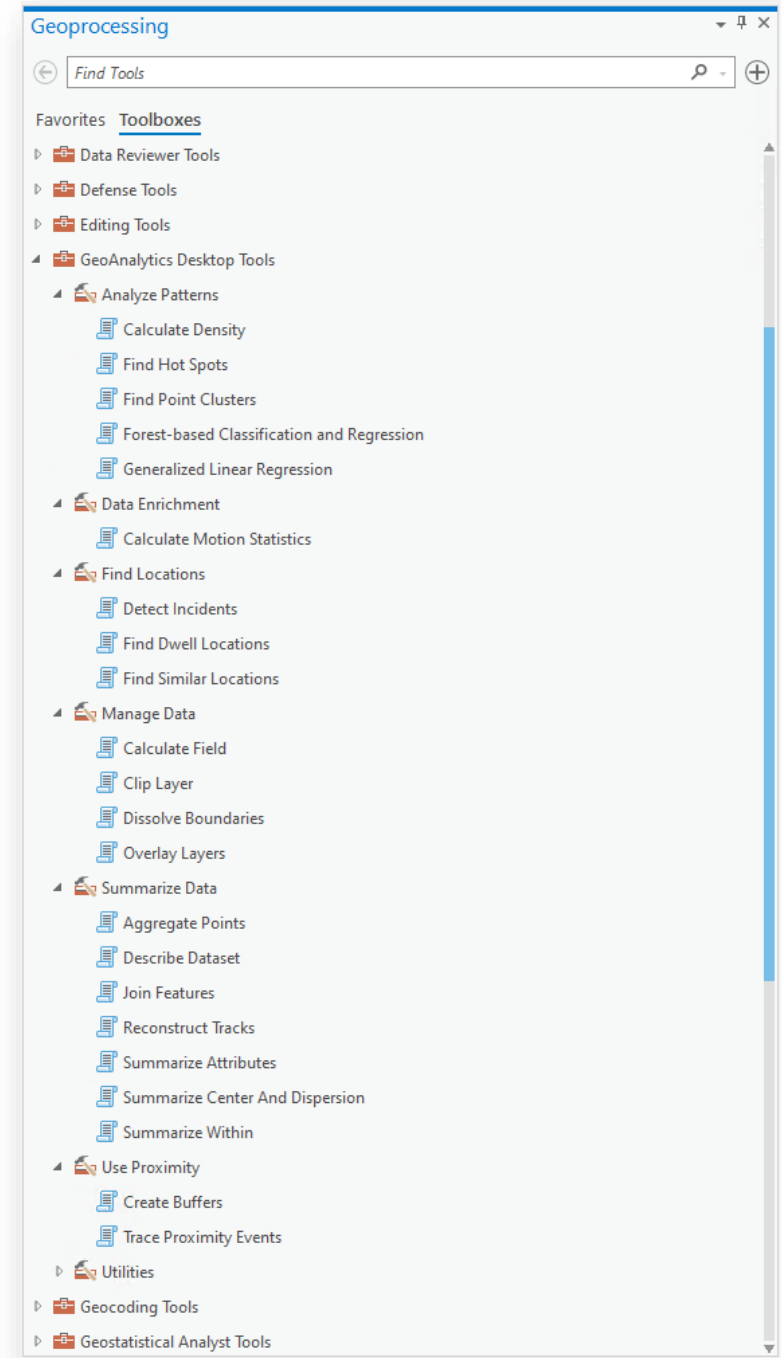 Geoprocessing
Find Tools
Favorites Toolboxes
Data Reviewer Tools
Defense Tools
Editing Tools
GeoAnalytics Desktop Tools
Analyze Patterns
Calculate Density
Find Hot Spots
Find Point Clusters
Forest-based Classification and Regression
Generalized Linear Regression
Data Enrichment
Calculate Motion Statistics
Find Locations
Detect Incidents
Find Dwell Locations
Find Similar Locations
Manage Data
Calculate Field
Clip Layer
Dissolve Boundaries
Overlay Layers
Summarize Data
Aggregate Points
Describe Dataset
Join Features
Reconstruct Tracks
Summarize Attributes
Summarize Center And Dispersion
Summarize Within
Use Proximity
Create Buffers
Trace Proximity Events
Utilities
Geocoding Tools
Geostatistical Analyst Tools